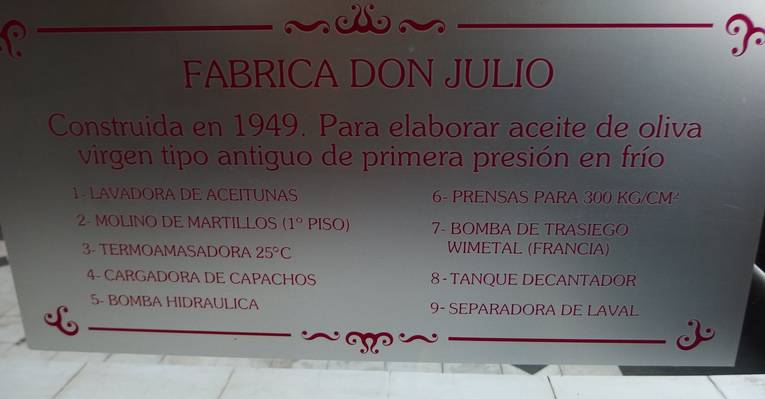 FABRICA DON JULIO
Construida en 1949. Para elaborar aceite de oliva
virgen tipo antiguo de primera presión en frío
1- LAVADORA DE ACEITUNAS
2- MOLINO DE MARTILLOS (1º PISO)
3- TERMOAMASADORA 25°C
4- CARGADORA DE CAPACHOS
5- BOMBA HIDRAULICA
6- PRENSAS PARA 300 KG/CM²
7- BOMBA DE TRASIEGO
WIMETAL (FRANCIA)
8- TANQUE DECANTADOR
9- SEPARADORA DE LAVAL